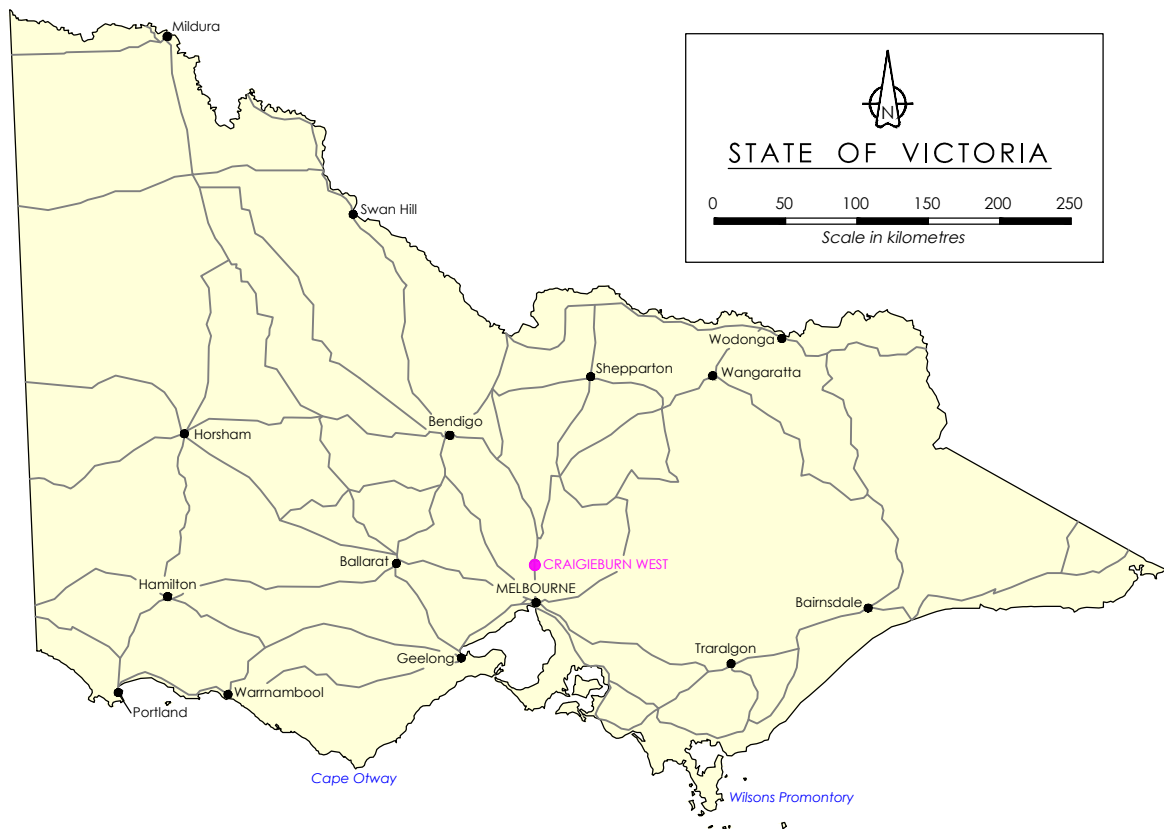 Mildura
N
STATE OF VICTORIA
0 50 100 150 200 250
Scale in kilometres
Swan Hill
Wodonga
Shepparton
Wangaratta
Bendigo
Horsham
Ballarat
CRAIGIEBURN WEST
Hamilton
MELBOURNE
Bairnsdale
Geelong
Traralgon
Warrnambool
Portland
Cape Otway
Wilsons Promontory